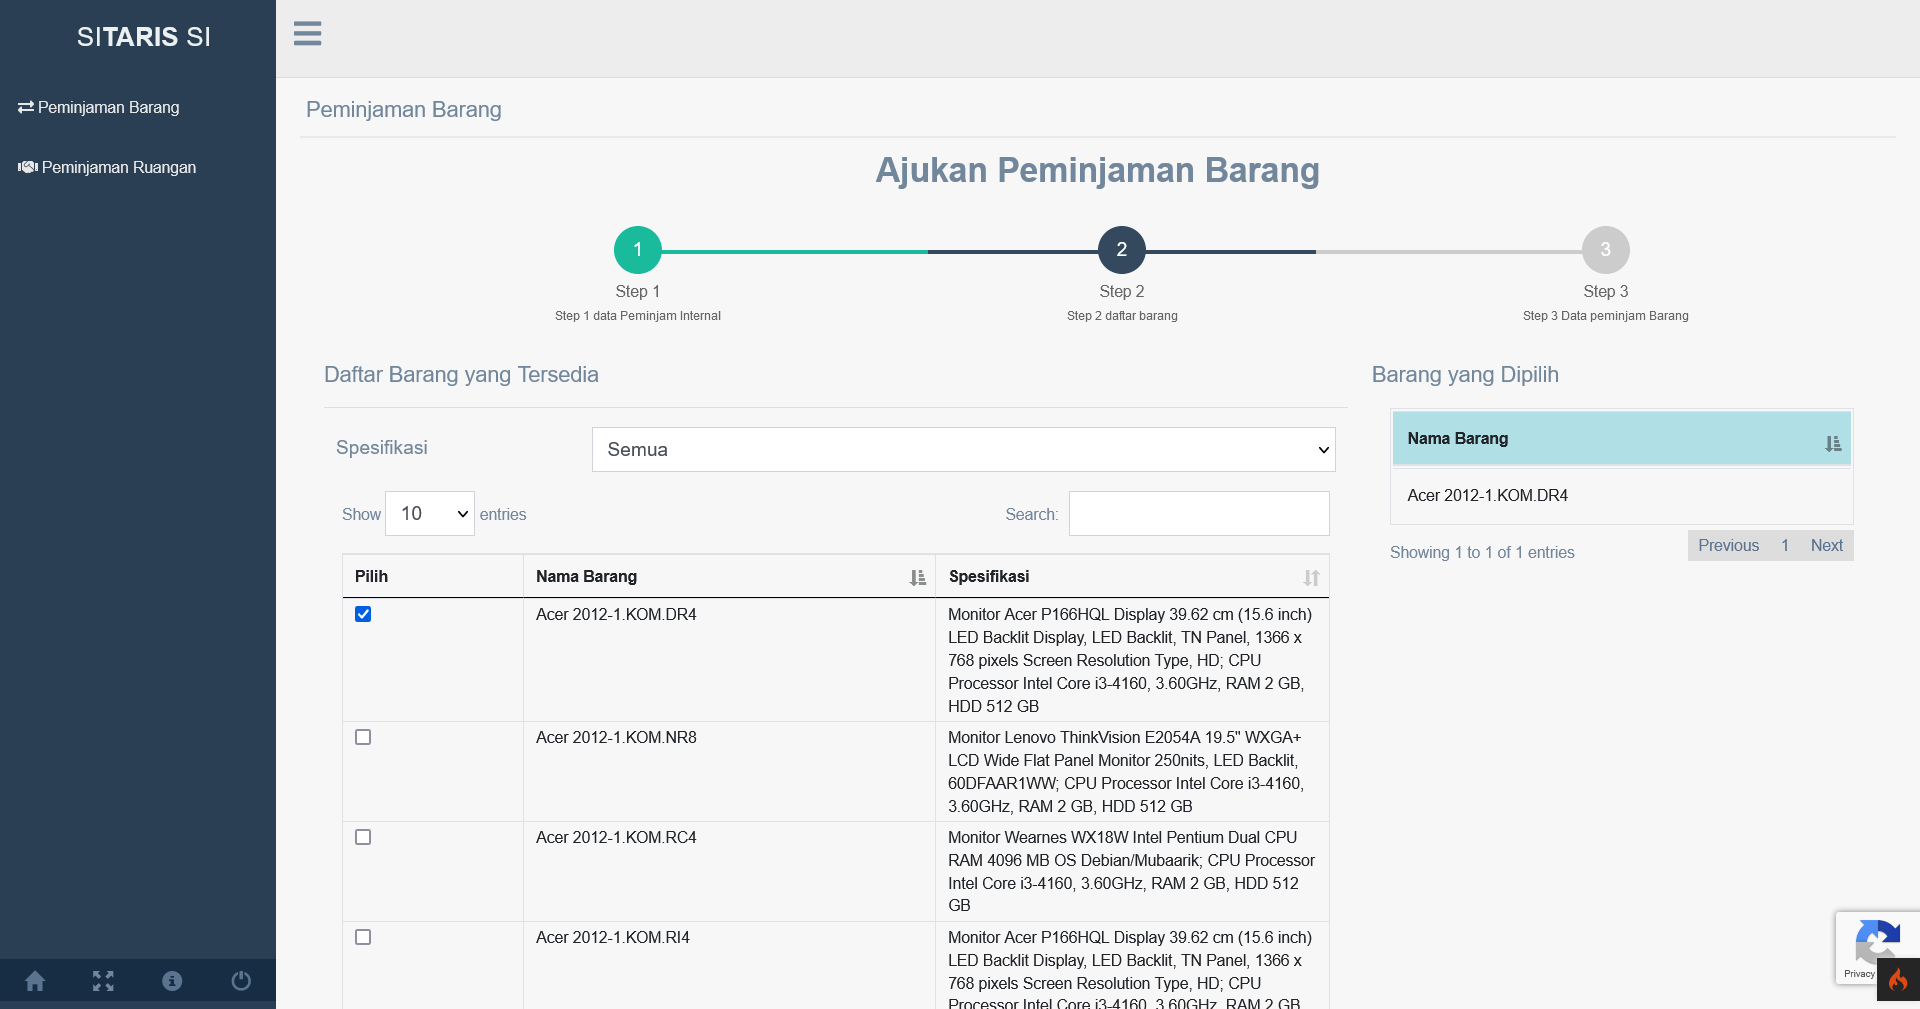 SITARIS SI
Peminjaman Barang
Peminjaman Ruangan
Peminjaman Barang
Ajukan Peminjaman Barang
1
2
3
Step 1
Step 2
Step 3
Step 1 data Peminjam Internal
Step 2 daftar barang
Step 3 Data peminjam Barang
Daftar Barang yang Tersedia
Spesifikasi
Semua
Show 10 entries
Search:
Pilih
Nama Barang
Spesifikasi
Acer 2012-1.KOM.DR4
Monitor Acer P166HQL Display 39.62 cm (15.6 inch)
LED Backlit Display, LED Backlit, TN Panel, 1366 x
768 pixels Screen Resolution Type, HD; CPU
Processor Intel Core i3-4160, 3.60GHz, RAM 2 GB,
HDD 512 GB
Acer 2012-1.KOM.NR8
Monitor Lenovo ThinkVision E2054A 19.5" WXGA+
LCD Wide Flat Panel Monitor 250nits, LED Backlit,
60DFAAR1WW; CPU Processor Intel Core i3-4160,
3.60GHz, RAM 2 GB, HDD 512 GB
Acer 2012-1.KOM.RC4
Monitor Wearnes WX18W Intel Pentium Dual CPU
RAM 4096 MB OS Debian/Mubaarik; CPU Processor
Intel Core i3-4160, 3.60GHz, RAM 2 GB, HDD 512
GB
Acer 2012-1.KOM.RI4
Monitor Acer P166HQL Display 39.62 cm (15.6 inch)
LED Backlit Display, LED Backlit, TN Panel, 1366 x
768 pixels Screen Resolution Type, HD; CPU
Processor Intel Core i3-4160, 3.60GHz, RAM 2 GB,
Barang yang Dipilih
Nama Barang
Acer 2012-1.KOM.DR4
Showing 1 to 1 of 1 entries
Previous 1 Next
Privacy